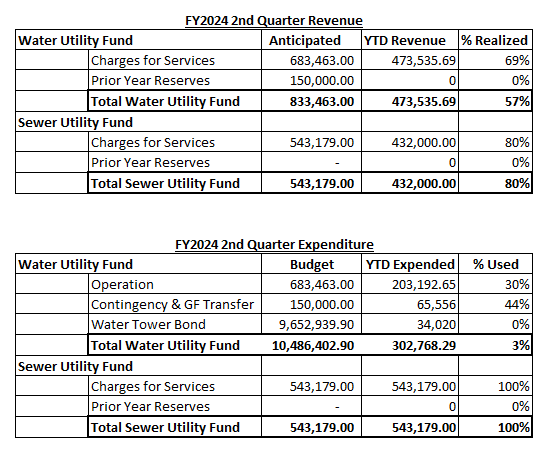 FY2024 2nd Quarter Revenue
Water Utility Fund Anticipated YTD Revenue % Realized
Charges for Services 683,463.00 473,535.69 69%
Prior Year Reserves 150,000.00 0 0%
Total Water Utility Fund 833,463.00 473,535.69 57%
Sewer Utility Fund
Charges for Services 543,179.00 432,000.00 80%
Prior Year Reserves - 0 0%
Total Sewer Utility Fund 543,179.00 432,000.00 80%
FY2024 2nd Quarter Expenditure
Water Utility Fund Budget YTD Expended % Used
Operation 683,463.00 203,192.65 30%
Contingency & GF Transfer 150,000.00 65,556 44%
Water Tower Bond 9,652,939.90 34,020 0%
Total Water Utility Fund 10,486,402.90 302,768.29 3%
Sewer Utility Fund
Charges for Services 543,179.00 543,179.00 100%
Prior Year Reserves - 0 0%
Total Sewer Utility Fund 543,179.00 543,179.00 100%